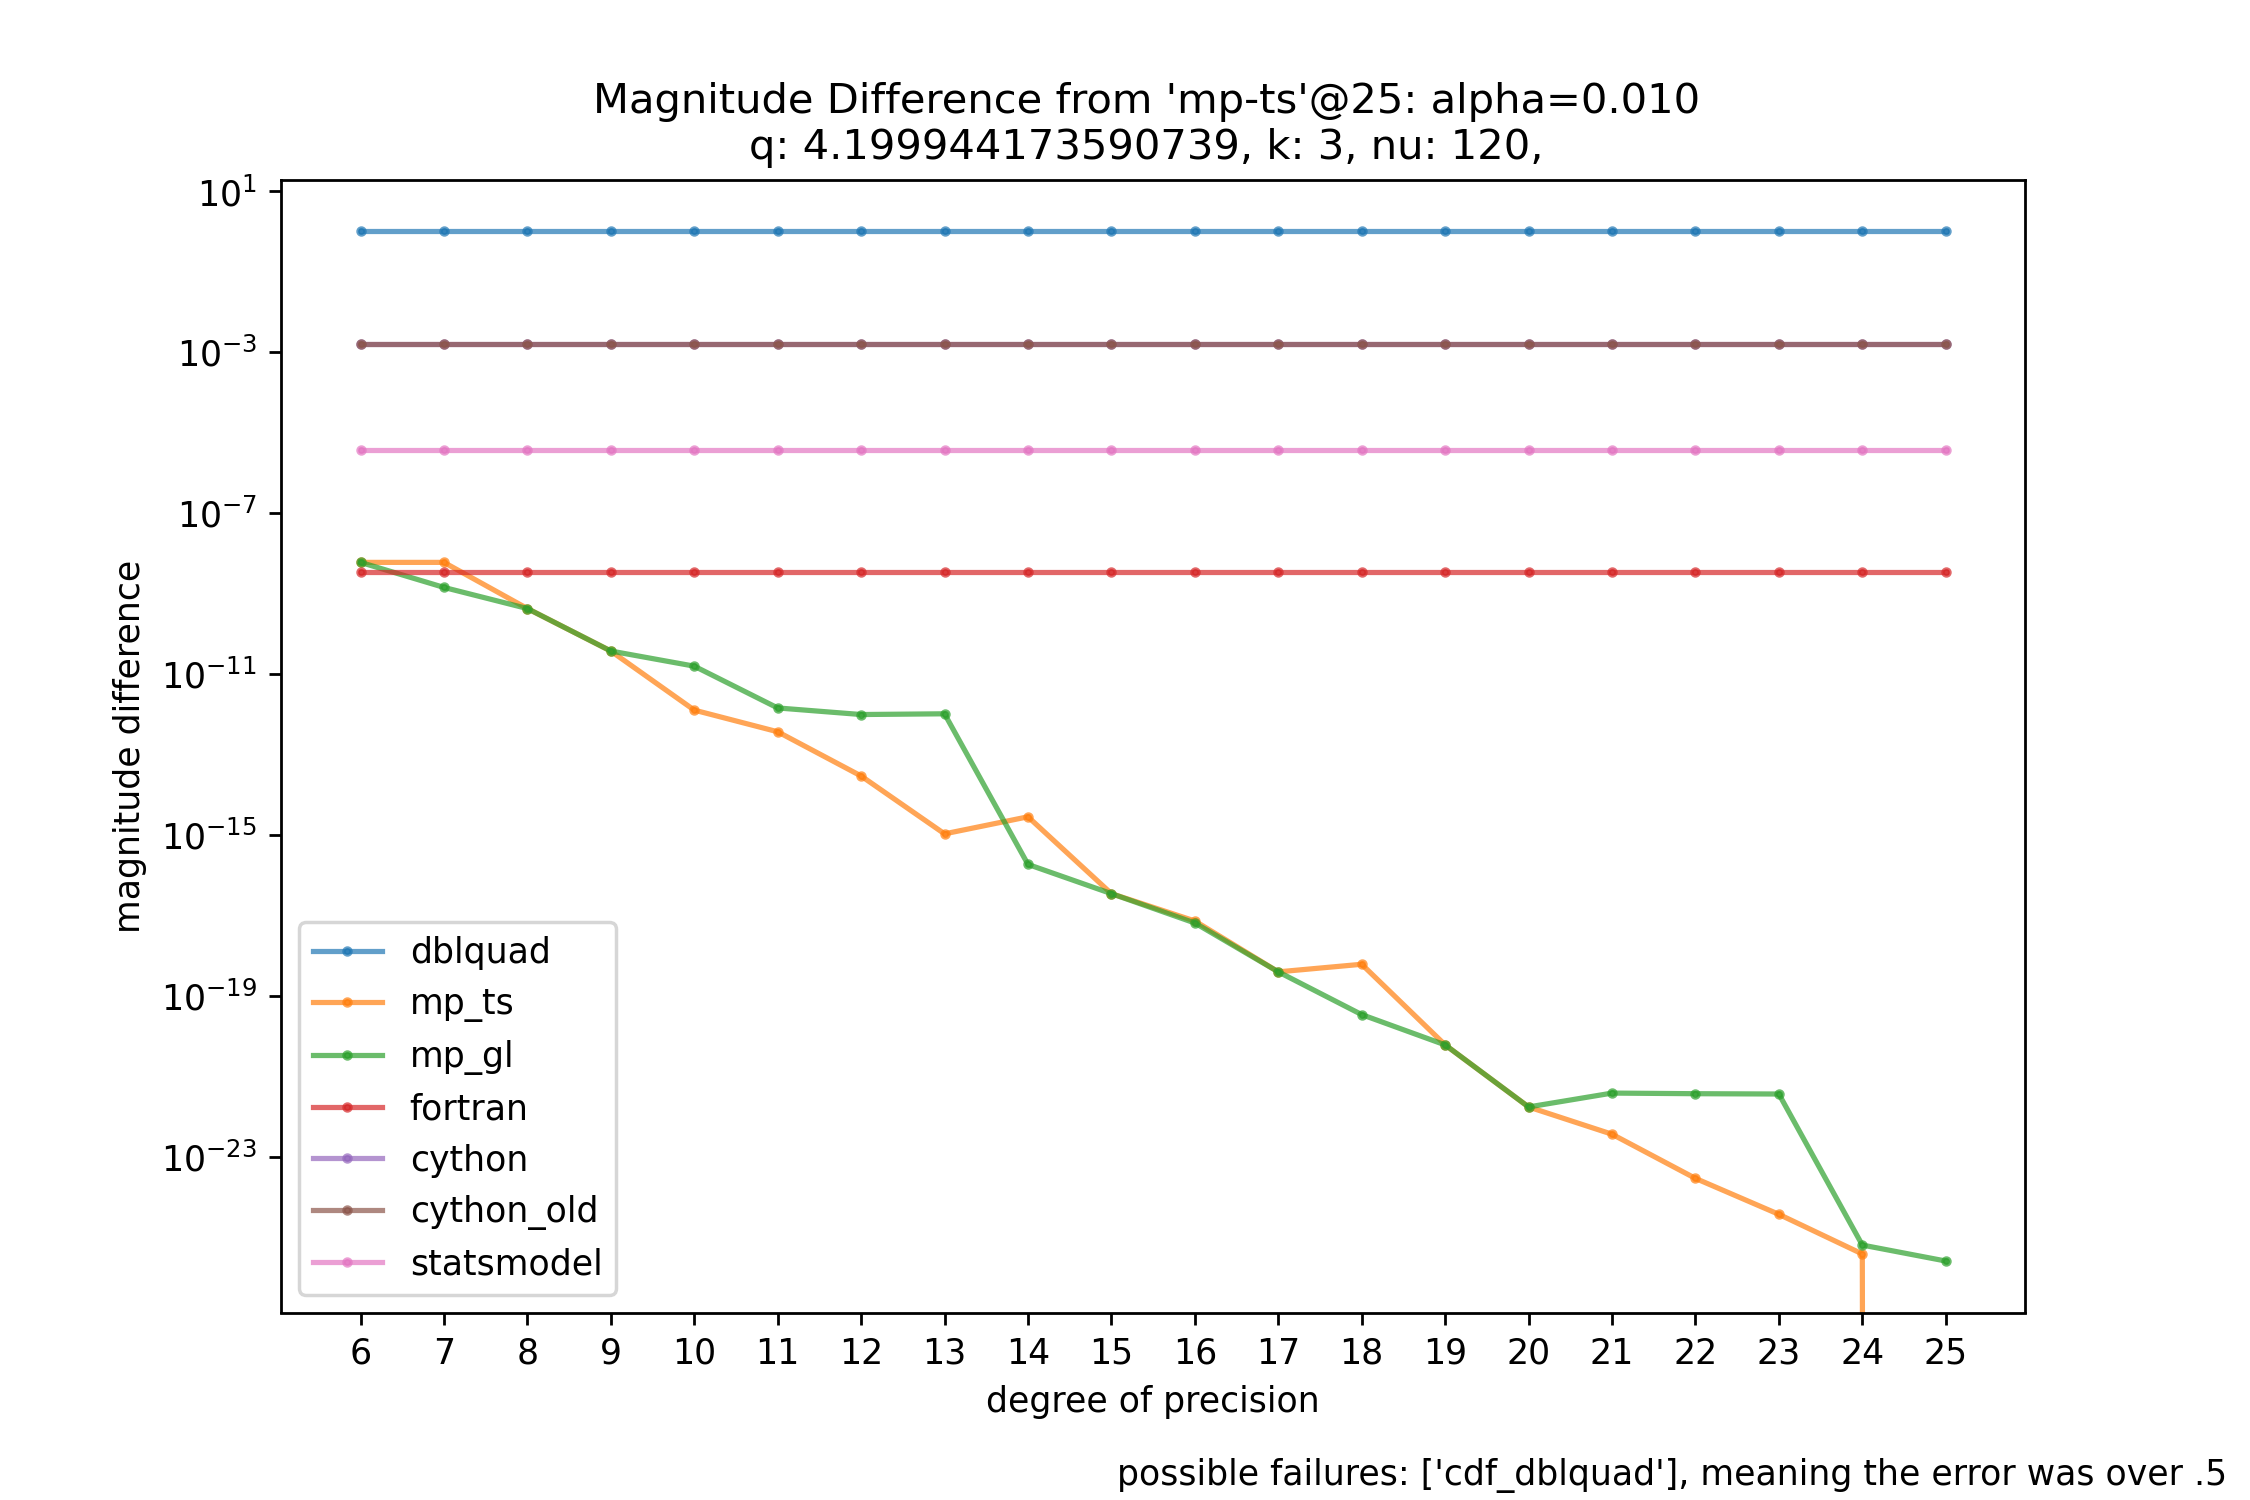 Magnitude Difference from 'mp-ts'@25: alpha=0.010
q: 4.199944173590739, k: 3, nu: 120,
10¹
10⁻³
10⁻⁷
10⁻¹¹
10⁻¹⁵
10⁻¹⁹
10⁻²³
magnitude difference
dblquad
mp_ts
mp_gl
fortran
cython
cython_old
statsmodel
6 7 8 9 10 11 12 13 14 15 16 17 18 19 20 21 22 23 24 25
degree of precision
possible failures: ['cdf_dblquad'], meaning the error was over .5